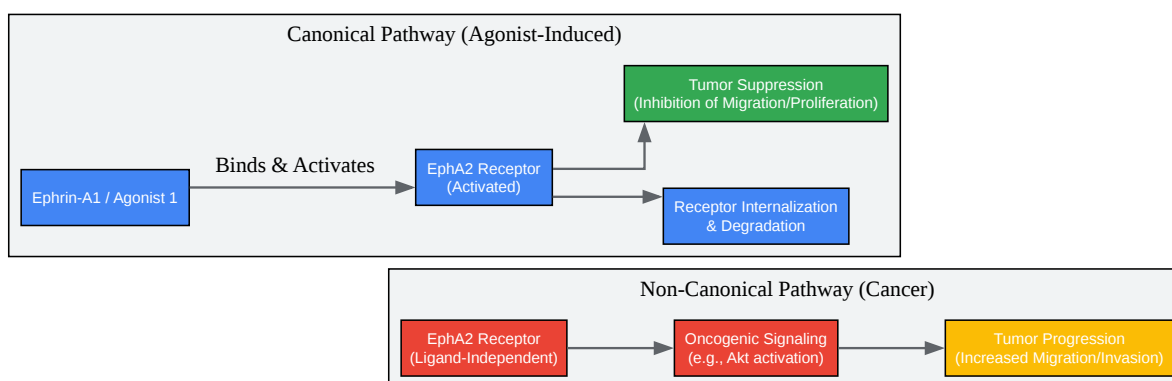 Canonical Pathway (Agonist-Induced)
Tumor Suppression
(Inhibition of Migration/Proliferation)
Binds & Activates
EphA2 Receptor
(Activated)
Ephrin-A1 / Agonist 1
Receptor Internalization
& Degradation
Non-Canonical Pathway (Cancer)
EphA2 Receptor
(Ligand-Independent)
Oncogenic Signaling
(e.g., Akt activation)
Tumor Progression
(Increased Migration/Invasion)